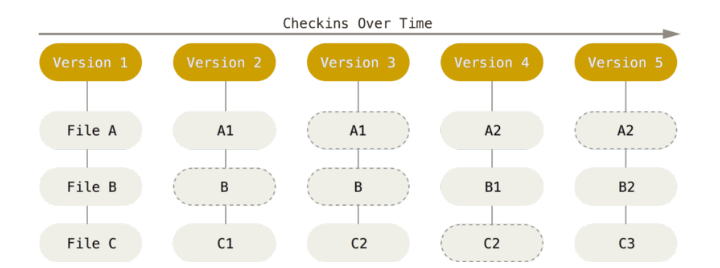 Checkins Over Time
Version 1 Version 2 Version 3 Version 4 Version 5
File A A1 A1 A2 A2
File B B B B1 B2
File C C1 C2 C2 C3